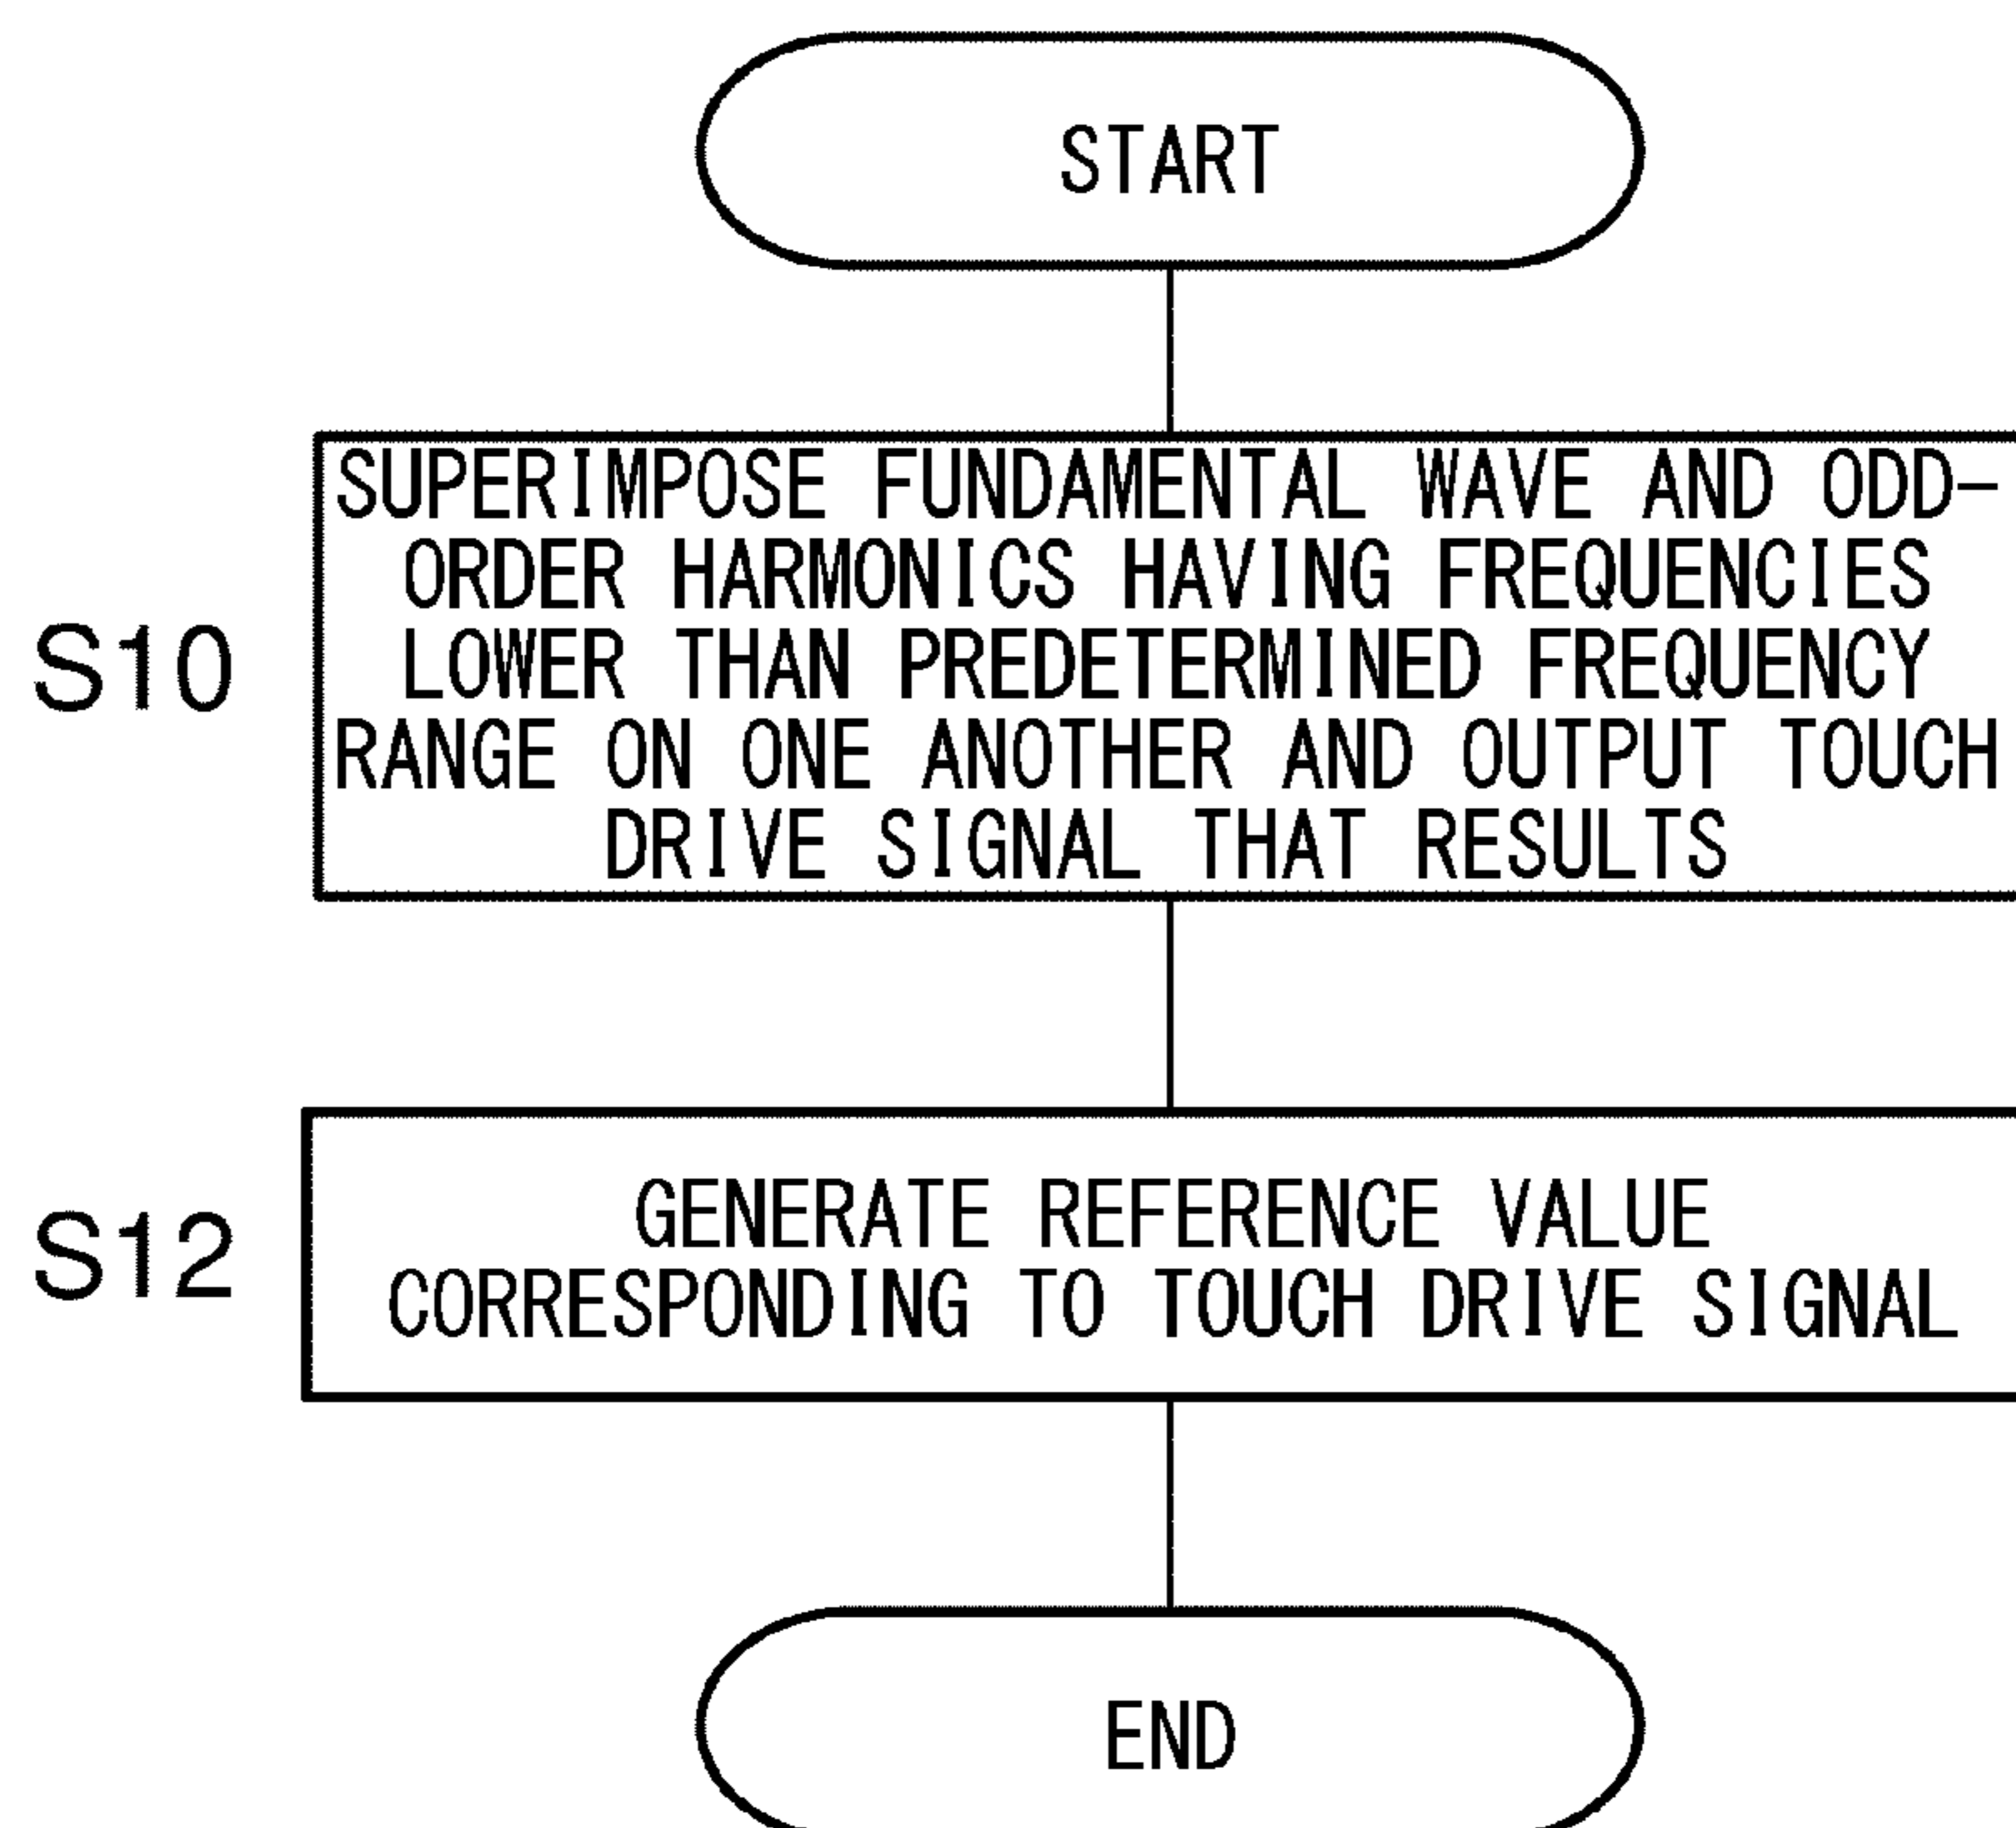 START
SUPERIMPOSE FUNDAMENTAL WAVE AND ODD-
ORDER HARMONICS HAVING FREQUENCIES
S10
LOWER THAN PREDETERMINED FREQUENCY
RANGE ON ONE ANOTHER AND OUTPUT TOUCH
DRIVE SIGNAL THAT RESULTS
S12
GENERATE REFERENCE VALUE
CORRESPONDING TO TOUCH DRIVE SIGNAL
END